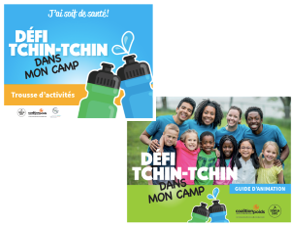 J'ai soif de santé!
DÉFI
TCHIN-TCHIN
DANS
MON CAMP
Trousse d'activités
DÉFI
TCHIN-TCHIN
DANS
MON CAMP
GUIDE D'ANIMATION